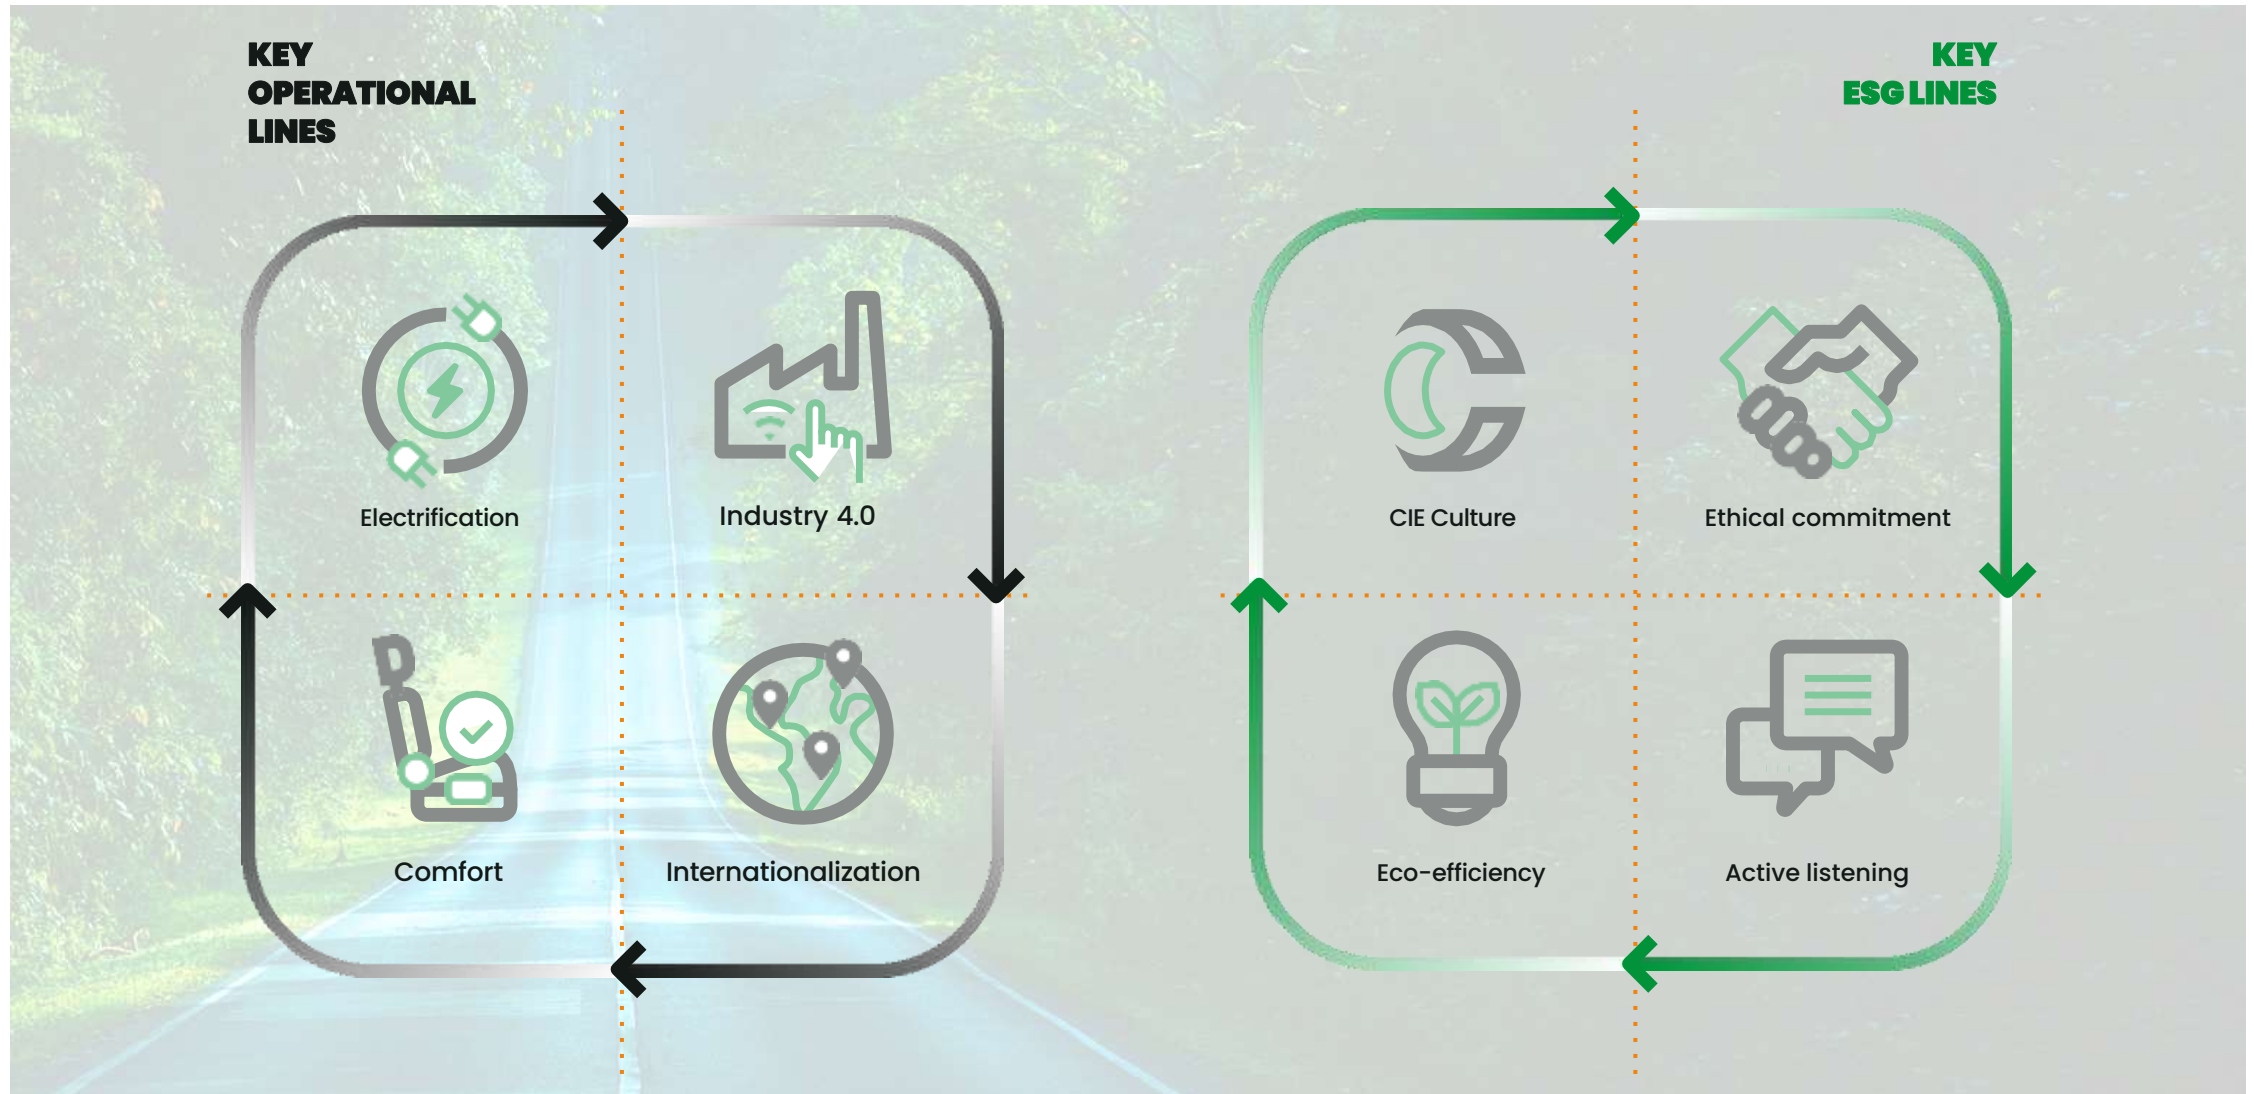 KEY
OPERATIONAL
LINES
Electrification
Industry 4.0
Comfort
Internationalization
KEY
ESG LINES
CIE Culture
Ethical commitment
Eco-efficiency
Active listening